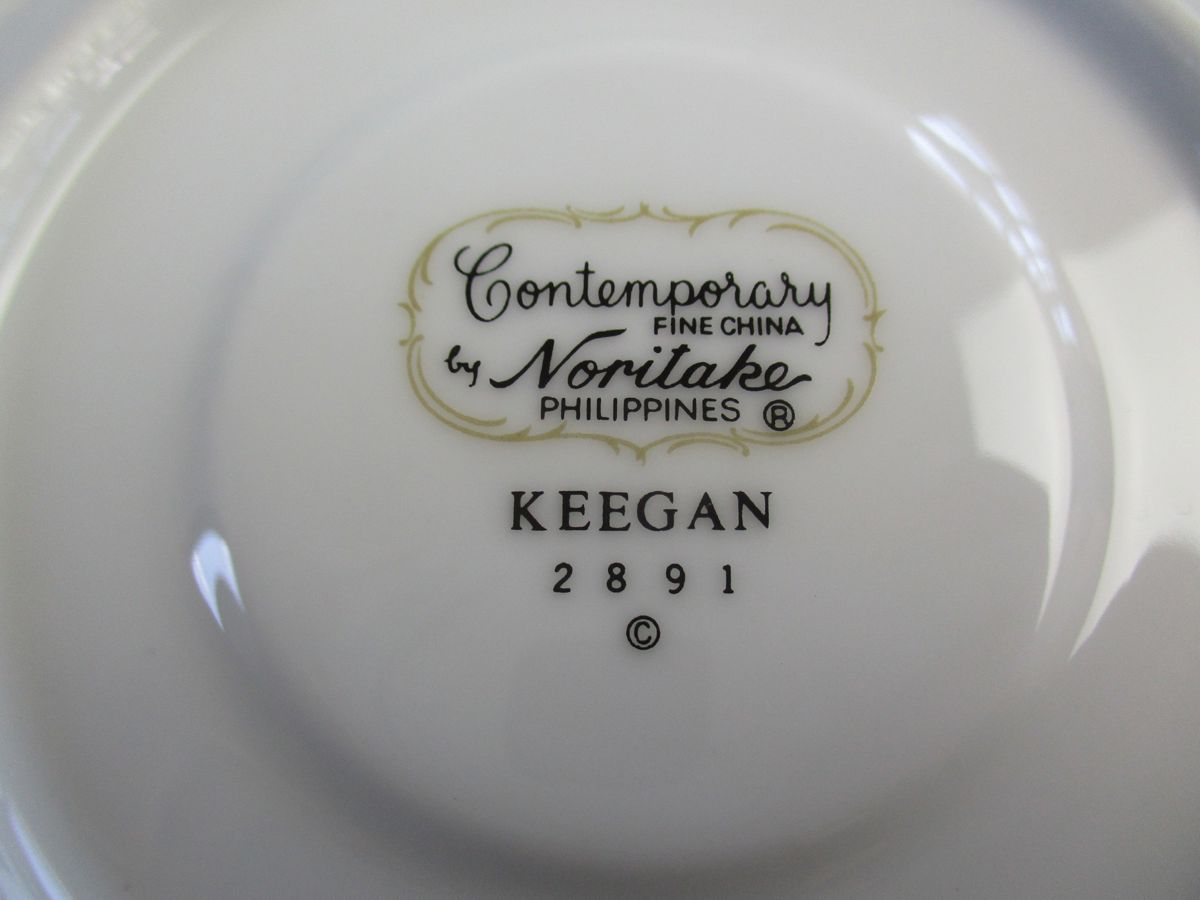 Contemporary
FINE CHINA
by Noritake
PHILIPPINES ®
KEEGAN
2891
©